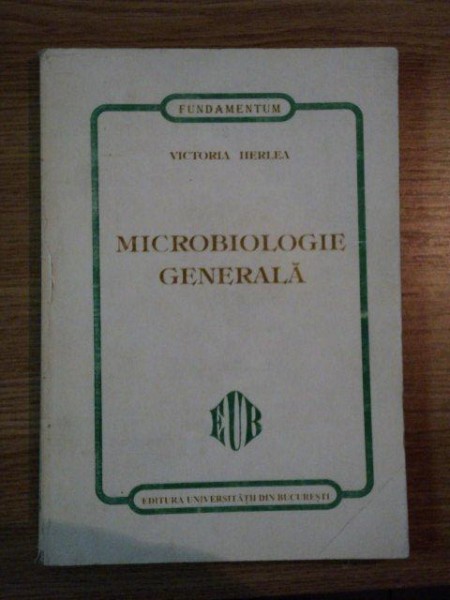 FUNDAMENTUM
VICTORIA HERLEA
MICROBIOLOGIE
GENERALĂ
EUB
EDITURA UNIVERSITĂȚII DIN BUCUREȘTI